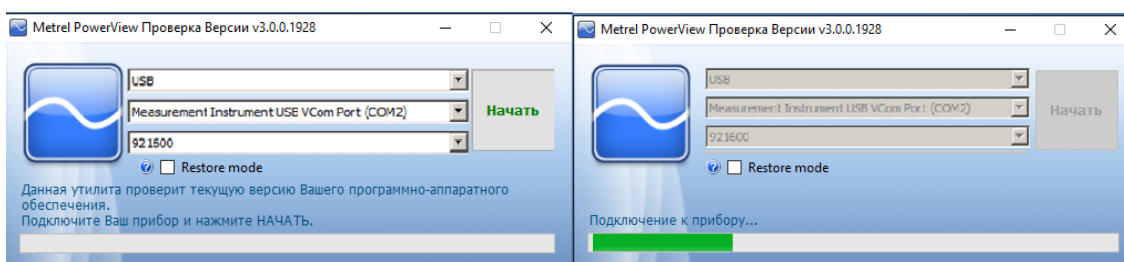 Metrel PowerView Проверка Версии v3.0.0.1928
USB
Measurement Instrument USB VCom Port (COM2)
921600
Начать
Restore mode
Данная утилита проверит текущую версию Вашего программно-аппаратного
обеспечения.
Подключите Ваш прибор и нажмите НАЧАТЬ.
Metrel PowerView Проверка Версии v3.0.0.1928
USB
Measurement Instrument USB VCom Port (COM2)
921600
Начать
Restore mode
Подключение к прибору...